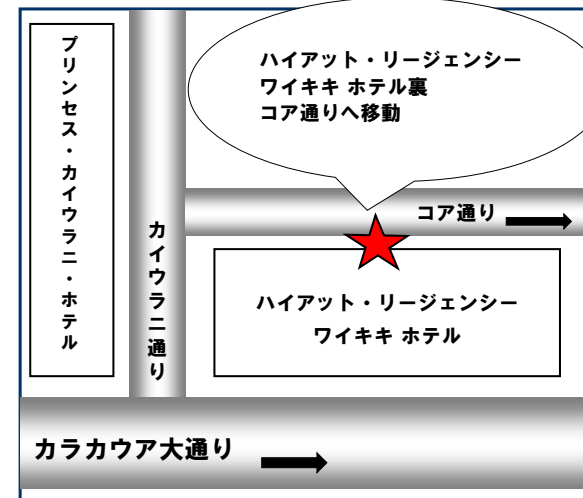 プリンセス・カイウラニ・ホテル
カイウラニ通り
ハイアット・リージェンシー
ワイキキ ホテル裏
コア通りへ移動
コア通り
ハイアット・リージェンシー
ワイキキ ホテル
カラカウア大通り